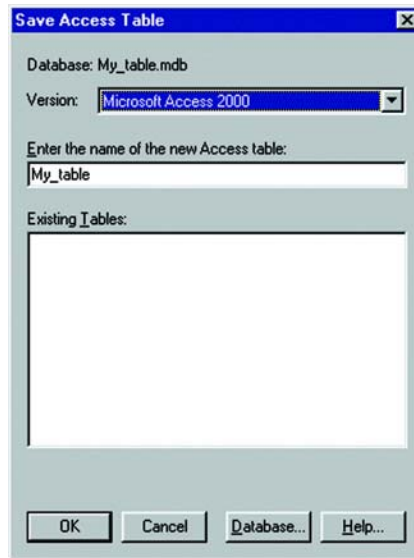 Save Access Table
Database: My_table.mdb
Version: Microsoft Access 2000
Enter the name of the new Access table:
My_table
Existing Tables:
OK Cancel Database... Help...